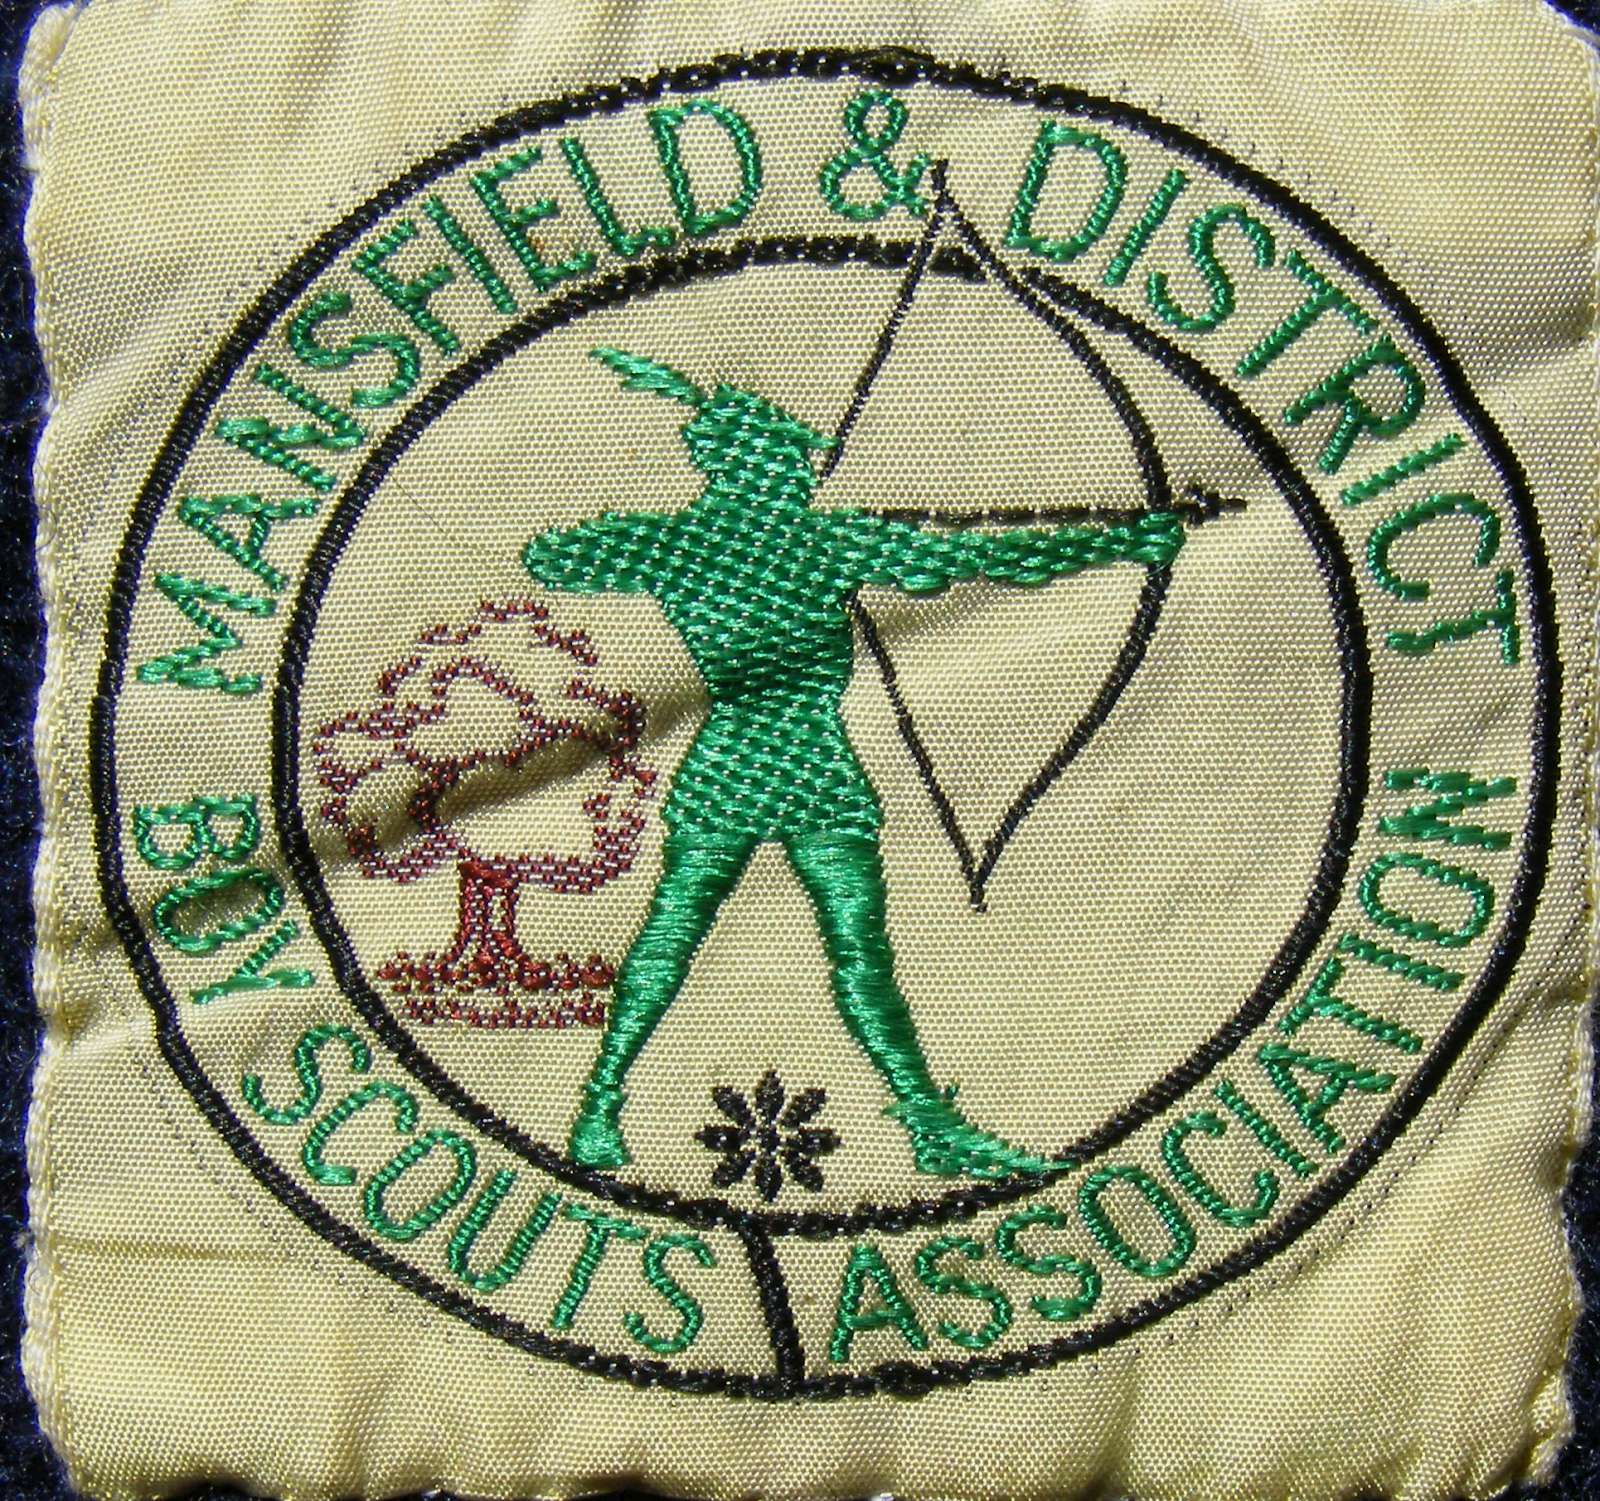 MANSFIELD & DISTRICT
BOY SCOUTS ASSOCIATION